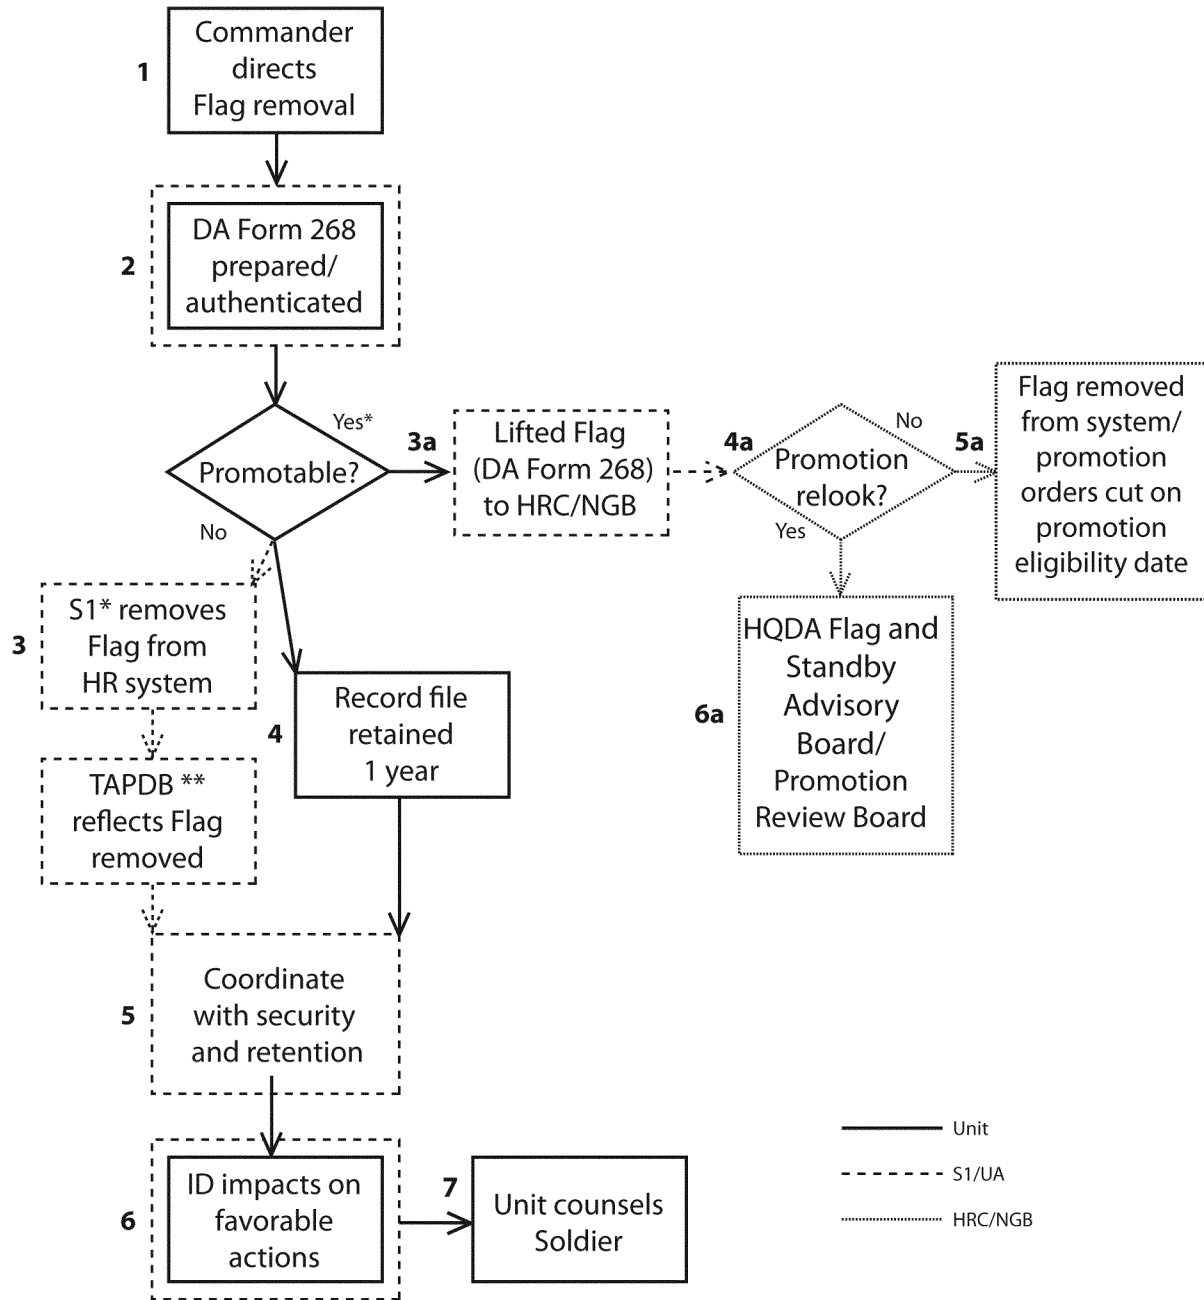 1
Commander
directs
Flag removal
2
DA Form 268
prepared/
authenticated
Promotable?
Yes*
No
3a
Lifted Flag
(DA Form 268)
to HRC/NGB
4a
Promotion
relook?
No
Yes
5a
Flag removed
from system/
promotion
orders cut on
promotion
eligibility date
6a
HQDA Flag and
Standby
Advisory
Board/
Promotion
Review Board
3
S1* removes
Flag from
HR system
4
Record file
retained
1 year
TAPDB **
reflects Flag
removed
5
Coordinate
with security
and retention
6
ID impacts on
favorable
actions
7
Unit counsels
Soldier
Unit
S1/UA
HRC/NGB